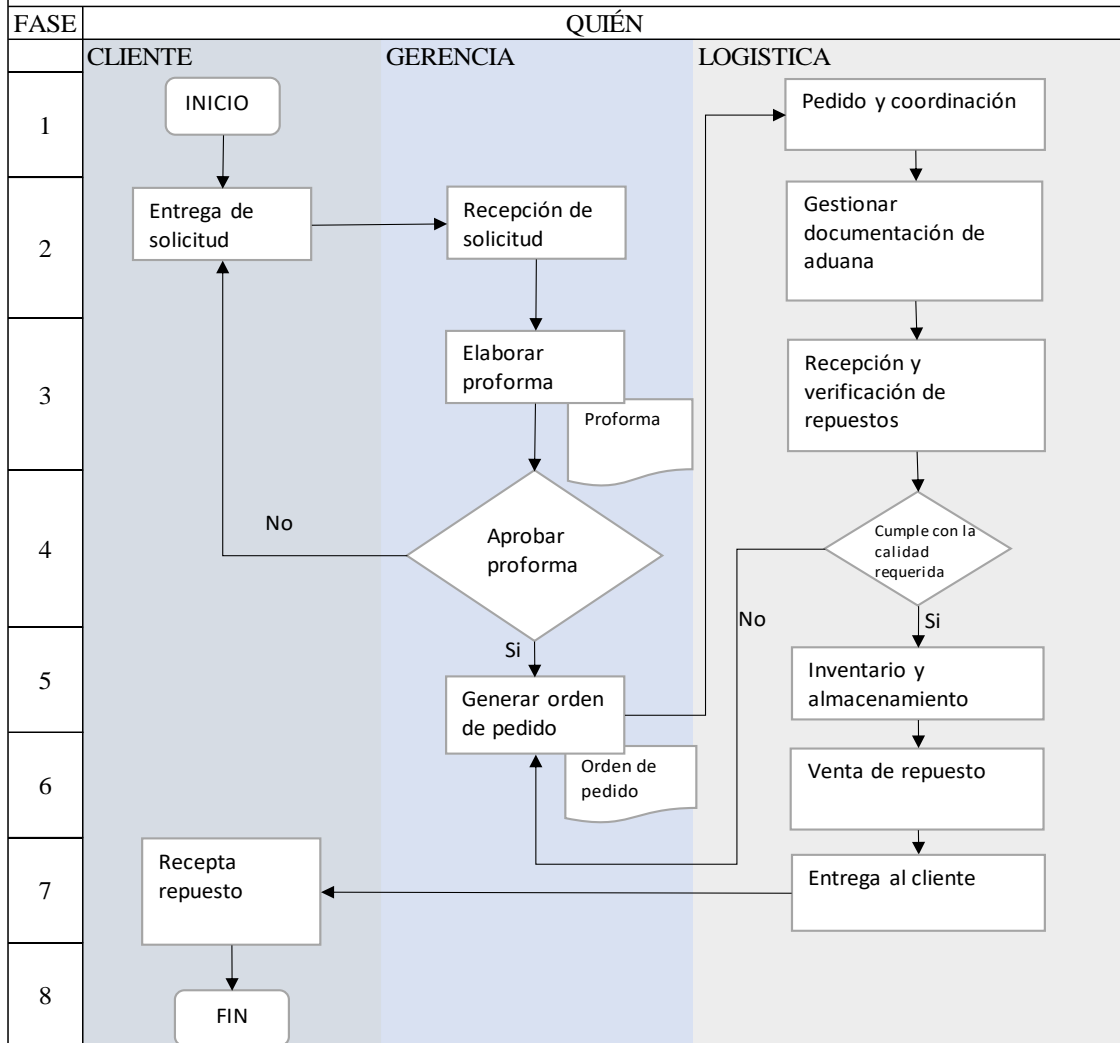 FASE
QUIÉN
CLIENTE
GERENCIA
LOGISTICA
1
INICIO
Pedido y coordinación
2
Entrega de
solicitud
Recepción de
solicitud
Gestionar
documentación de
aduana
3
Elaborar
proforma
Proforma
Recepción y
verificación de
repuestos
4
No
Aprobar
proforma
Si
Cumple con la
calidad
requerida
No
Si
5
Generar orden
de pedido
Inventario y
almacenamiento
6
Orden de
pedido
Venta de repuesto
7
Recepta
repuesto
Entrega al cliente
8
FIN